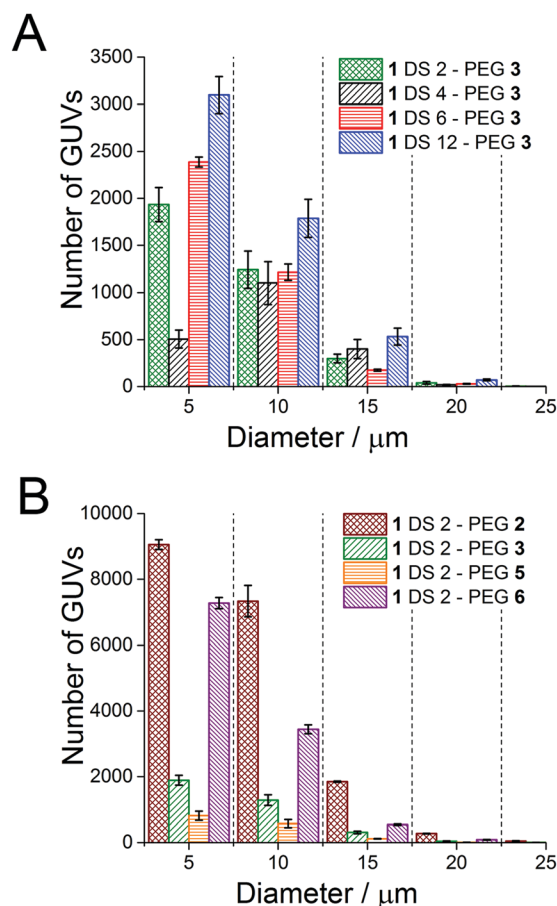 A
Number of GUVs
3500
3000
2500
2000
1500
1000
500
0
1 DS 2 - PEG 3
1 DS 4 - PEG 3
1 DS 6 - PEG 3
1 DS 12 - PEG 3
5 10 15 20 25
Diameter / μm
B
Number of GUVs
10000
8000
6000
4000
2000
0
1 DS 2 - PEG 2
1 DS 2 - PEG 3
1 DS 2 - PEG 5
1 DS 2 - PEG 6
5 10 15 20 25
Diameter / μm